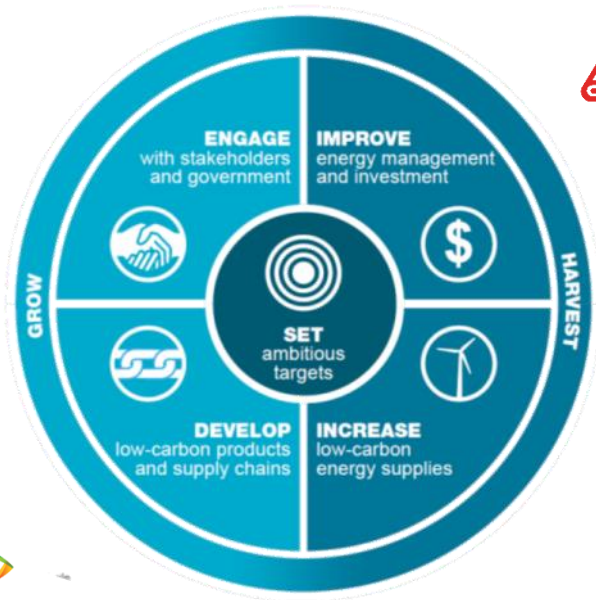 ENGAGE
with stakeholders
and government
IMPROVE
energy management
and investment
GROW
HARVEST
$
SET
ambitious
targets
DEVELOP
low-carbon products
and supply chains
INCREASE
low-carbon
energy supplies